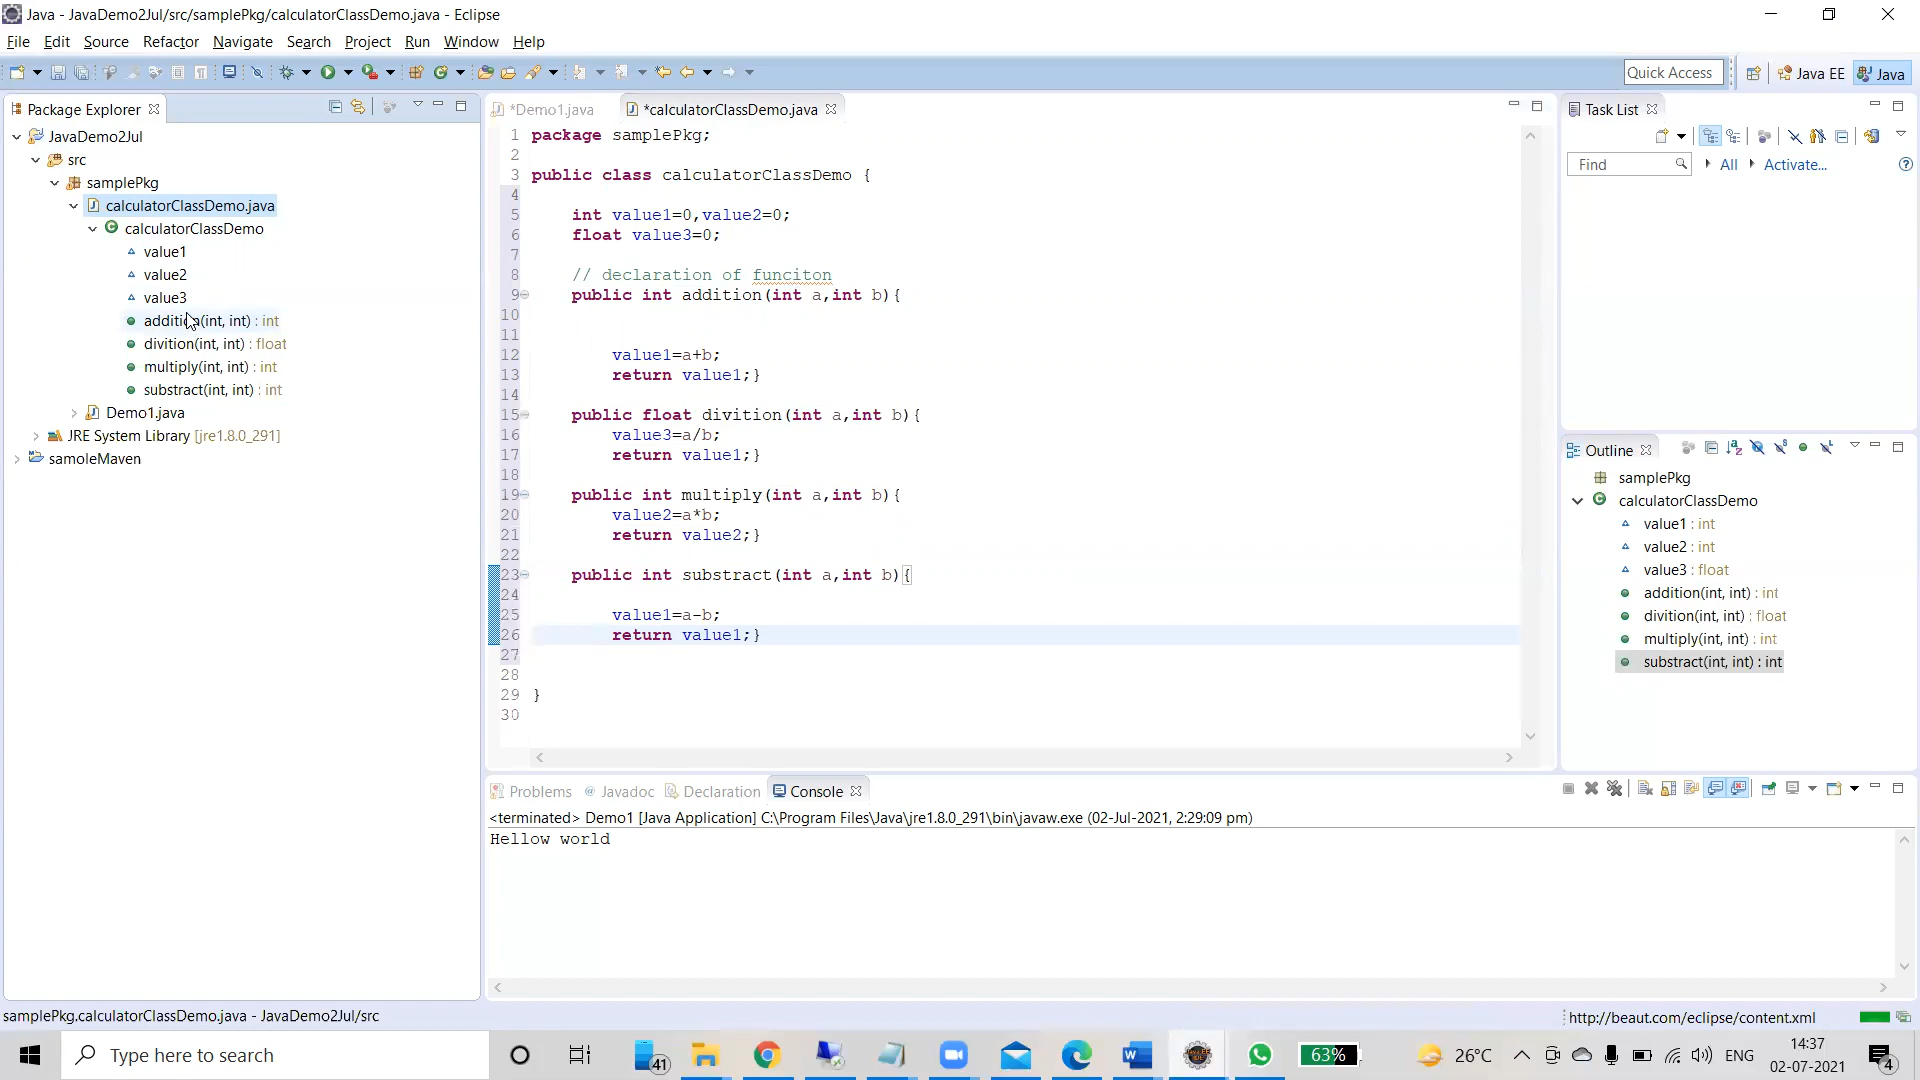 Java - JavaDemo2Jul/src/samplePkg/calculatorClassDemo.java - Eclipse
File Edit Source Refactor Navigate Search Project Run Window Help
Quick Access
Java EE
Java
Package Explorer
JavaDemo2Jul
src
samplePkg
calculatorClassDemo.java
calculatorClassDemo
value1
value2
value3
addition(int, int) : int
divition(int, int) : float
multiply(int, int) : int
substract(int, int) : int
Demo1.java
JRE System Library [jre1.8.0_291]
samoleMaven
*Demo1.java
*calculatorClassDemo.java
1 package samplePkg;
2
3 public class calculatorClassDemo {
4
5 int value1=0,value2=0;
6 float value3=0;
7
8 // declaration of funciton
9 public int addition(int a,int b){
10
11
12 value1=a+b;
13 return value1;}
14
15 public float divition(int a,int b){
16 value3=a/b;
17 return value1;}
18
19 public int multiply(int a,int b){
20 value2=a*b;
21 return value2;}
22
23 public int substract(int a,int b){
24
25 value1=a-b;
26 return value1;}
27
28
29 }
30
Task List
Find
All
Activate...
Outline
samplePkg
calculatorClassDemo
value1 : int
value2 : int
value3 : float
addition(int, int) : int
divition(int, int) : float
multiply(int, int) : int
substract(int, int) : int
Problems @ Javadoc Declaration Console
<terminated> Demo1 [Java Application] C:\Program Files\Java\jre1.8.0_291\bin\javaw.exe (02-Jul-2021, 2:29:09 pm)
Hellow world
samplePkg.calculatorClassDemo.java - JavaDemo2Jul/src
http://beaut.com/eclipse/content.xml
Type here to search
41
63%
26°C
ENG
14:37
02-07-2021
4